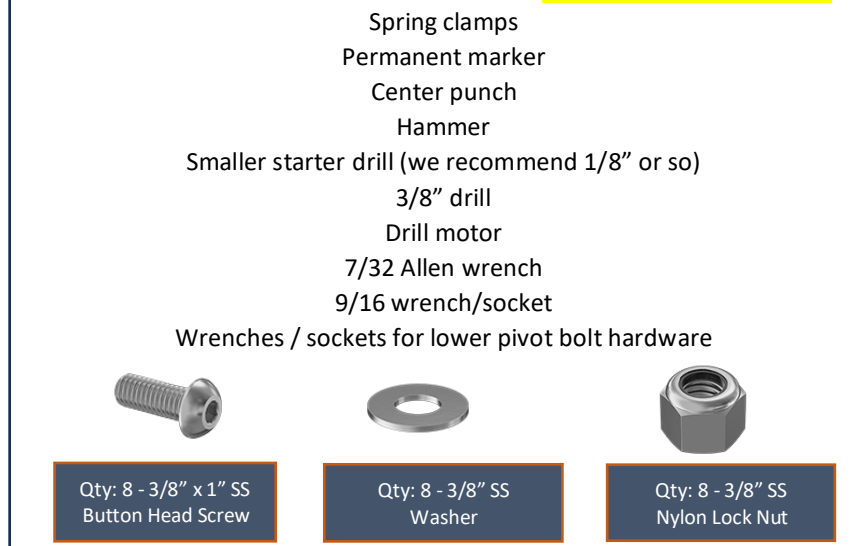 Spring clamps
Permanent marker
Center punch
Hammer
Smaller starter drill (we recommend 1/8” or so)
3/8” drill
Drill motor
7/32 Allen wrench
9/16 wrench/socket
Wrenches / sockets for lower pivot bolt hardware
Qty: 8 - 3/8” x 1” SS
Button Head Screw
Qty: 8 - 3/8” SS
Washer
Qty: 8 - 3/8” SS
Nylon Lock Nut